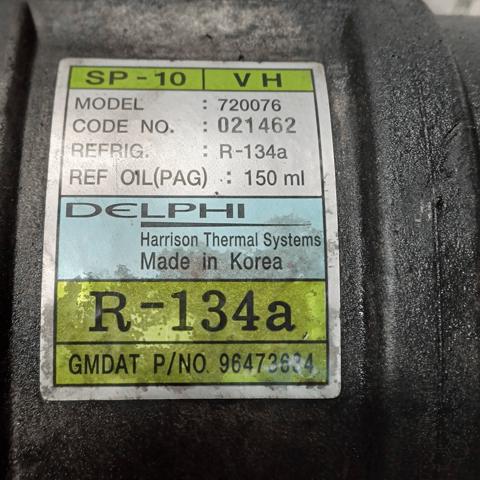 SP-10 VH
MODEL : 720076
CODE NO. : 021462
REFRIG. : R-134a
REF OIL(PAG) : 150 ml
DELPHI
Harrison Thermal Systems
Made in Korea
R-134a
GMDAT P/NO. 96473634